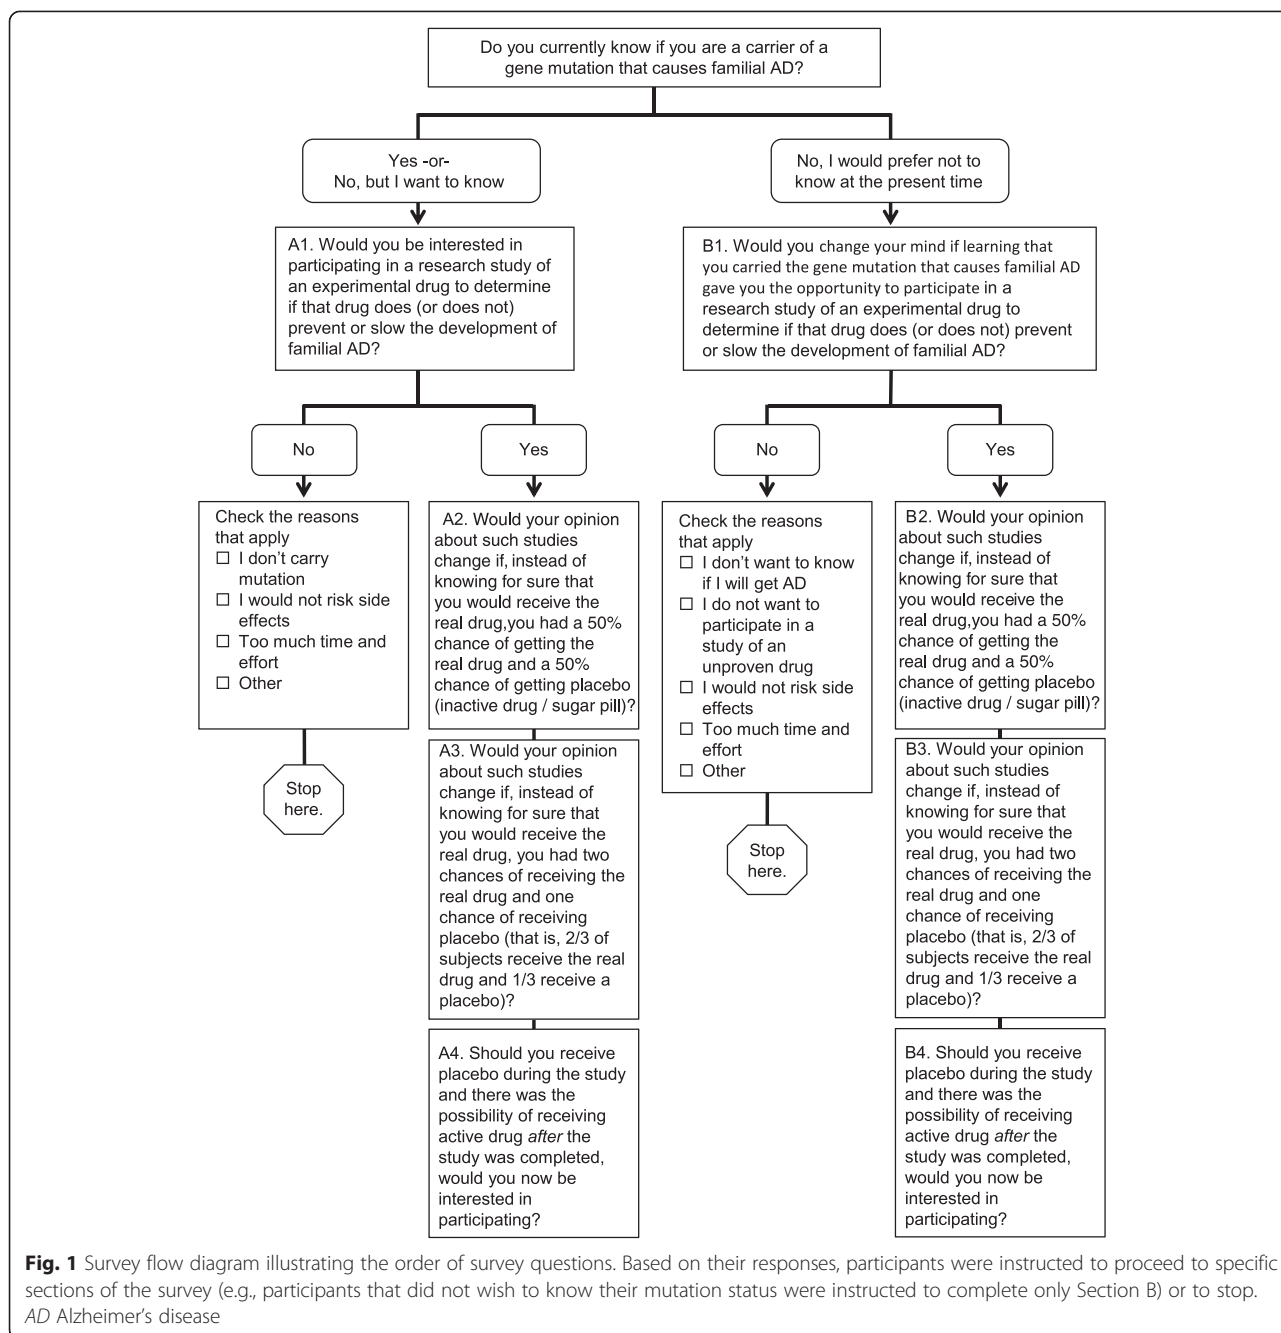 Do you currently know if you are a carrier of a
gene mutation that causes familial AD?
Yes -or-
No, but I want to know
No, I would prefer not to
know at the present time
A1. Would you be interested in
participating in a research study of
an experimental drug to determine
if that drug does (or does not)
prevent or slow the development of
familial AD?
B1. Would you change your mind if learning that
you carried the gene mutation that causes familial AD
gave you the opportunity to participate in a
research study of an experimental drug to
determine if that drug does (or does not) prevent
or slow the development of familial AD?
No
Yes
No
Yes
Check the reasons
that apply
☐ I don't carry
mutation
☐ I would not risk side
effects
☐ Too much time and
effort
☐ Other
Stop
here.
A2. Would your opinion
about such studies
change if, instead of
knowing for sure that
you would receive the
real drug,you had a 50%
chance of getting the
real drug and a 50%
chance of getting placebo
(inactive drug / sugar pill)?
A3. Would your opinion
about such studies
change if, instead of
knowing for sure that
you would receive the
real drug, you had two
chances of receiving the
real drug and one
chance of receiving
placebo (that is, 2/3 of
subjects receive the real
drug and 1/3 receive a
placebo)?
A4. Should you receive
placebo during the study
and there was the
possibility of receiving
active drug after the
study was completed,
would you now be
interested in
participating?
Check the reasons
that apply
☐ I don't want to know
if I will get AD
☐ I do not want to
participate in a
study of an
unproven drug
☐ I would not risk side
effects
☐ Too much time and
effort
☐ Other
Stop
here.
B2. Would your opinion
about such studies
change if, instead of
knowing for sure that
you would receive the
real drug,you had a 50%
chance of getting the
real drug and a 50%
chance of getting placebo
(inactive drug / sugar pill)?
B3. Would your opinion
about such studies
change if, instead of
knowing for sure that
you would receive the
real drug, you had two
chances of receiving the
real drug and one
chance of receiving
placebo (that is, 2/3 of
subjects receive the real
drug and 1/3 receive a
placebo)?
B4. Should you receive
placebo during the study
and there was the
possibility of receiving
active drug after the
study was completed,
would you now be
interested in
participating?
Fig. 1 Survey flow diagram illustrating the order of survey questions. Based on their responses, participants were instructed to proceed to specific
sections of the survey (e.g., participants that did not wish to know their mutation status were instructed to complete only Section B) or to stop.
AD Alzheimer's disease